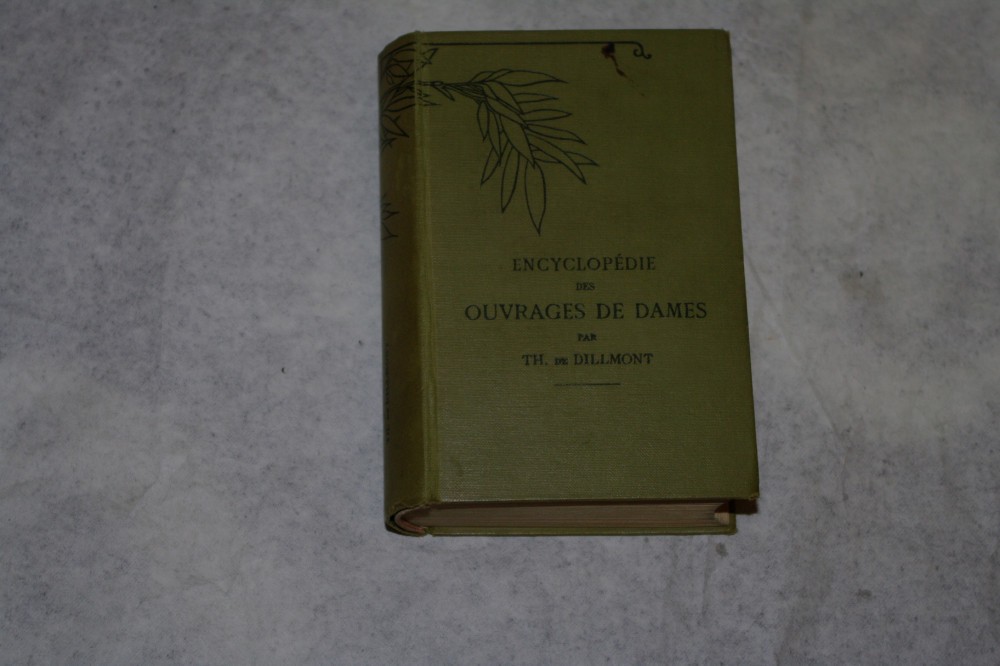 ENCYCLOPÉDIE
DES
OUVRAGES DE DAMES
PAR
TH. DE DILLMONT